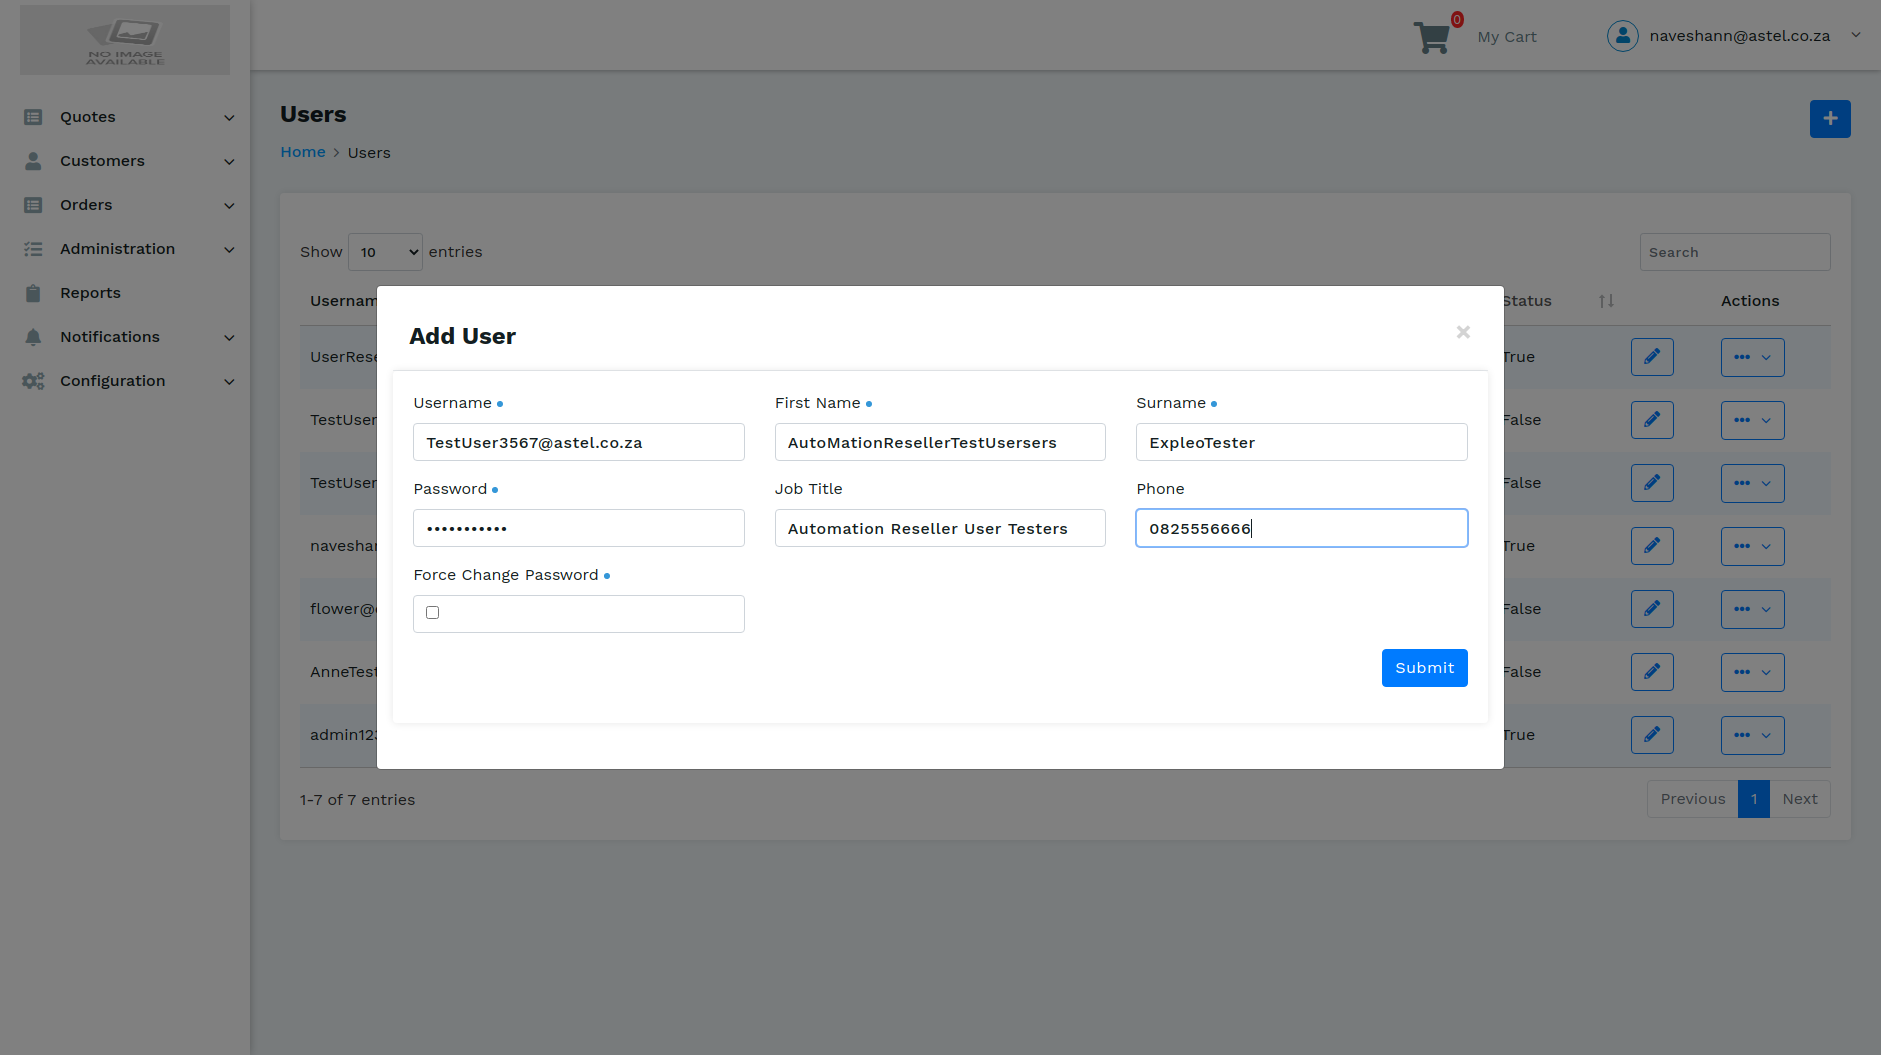 NO IMAGE
AVAILABLE
0
My Cart
naveshann@astel.co.za
Quotes
Customers
Orders
Administration
Reports
Notifications
Configuration
Users
Home > Users
Show 10 entries
Search
Usernam
Status
Actions
UserRese
True
TestUser
False
TestUser
False
naveshar
True
flower@
False
AnneTest
False
admin123
True
Add User
Username
First Name
Surname
TestUser3567@astel.co.za
AutoMationResellerTestUsersers
ExpleoTester
Password
Job Title
Phone
•••••••••••
Automation Reseller User Testers
0825556666
Force Change Password
Submit
1-7 of 7 entries
Previous 1 Next